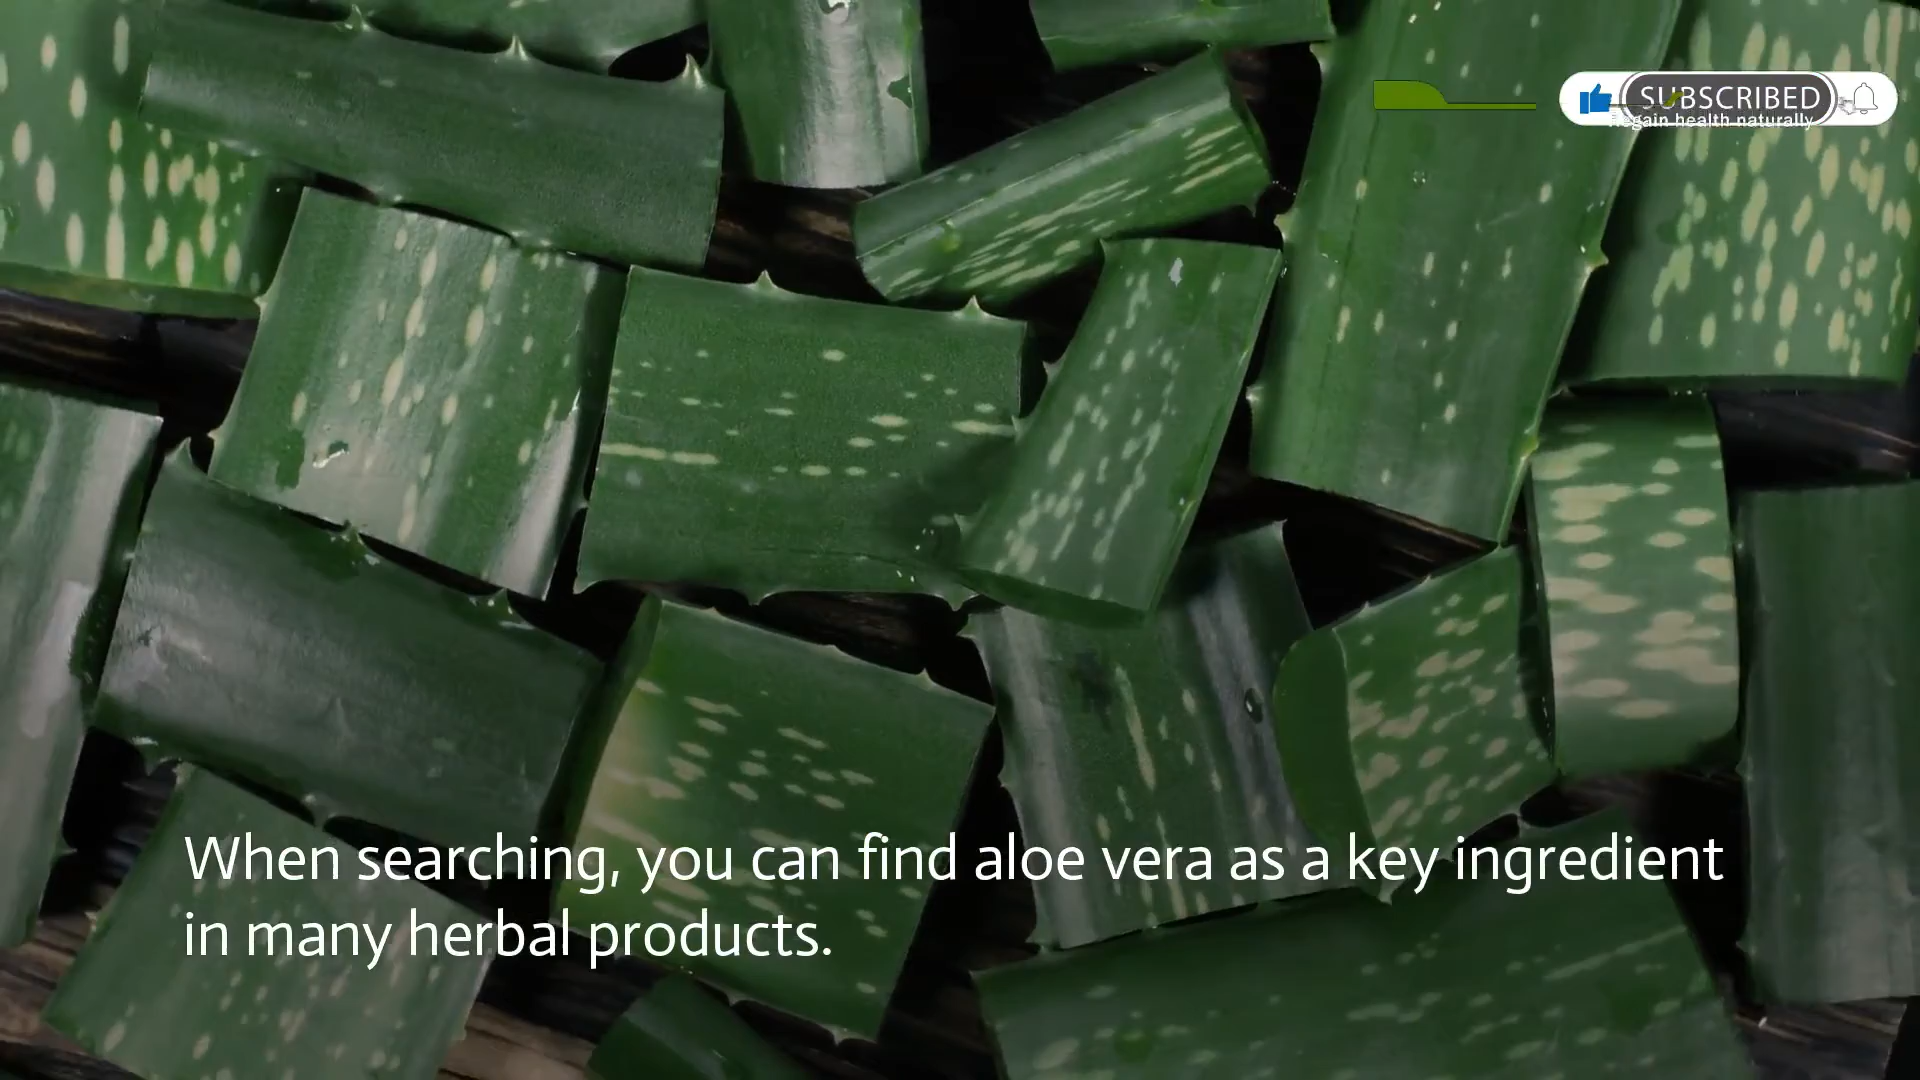 SUBSCRIBED
Regain health naturally
When searching, you can find aloe vera as a key ingredient
in many herbal products.